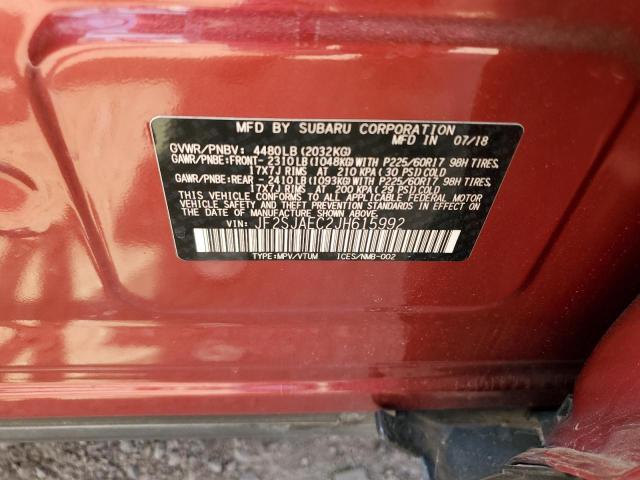 MFD BY SUBARU CORPORATION
GVWR/PNBV: 4480LB (2032KG) MFD IN 07/18
GAWR/PNBE:FRONT- 2310LB(1048KG)WITH P225/60R17 98H TIRES,
17X7J RIMS AT 210 KPA (30 PSI)COLD
GAWR/PNBE:REAR -2410LB(1093KG)WITH P225/60R17 98H TIRES,
17X7J RIMS AT 200 KPA (29 PSI)COLD
THIS VEHICLE CONFORMS TO ALL APPLICABLE FEDERAL MOTOR
VEHICLE SAFETY AND THEFT PREVENTION STANDARDS IN EFFECT
ON THE DATE OF MANUFACTURE SHOWN ABOVE.
VIN: JF2SJAEC2JH615992
TYPE:MPV/VTUM ICES/NMB-002